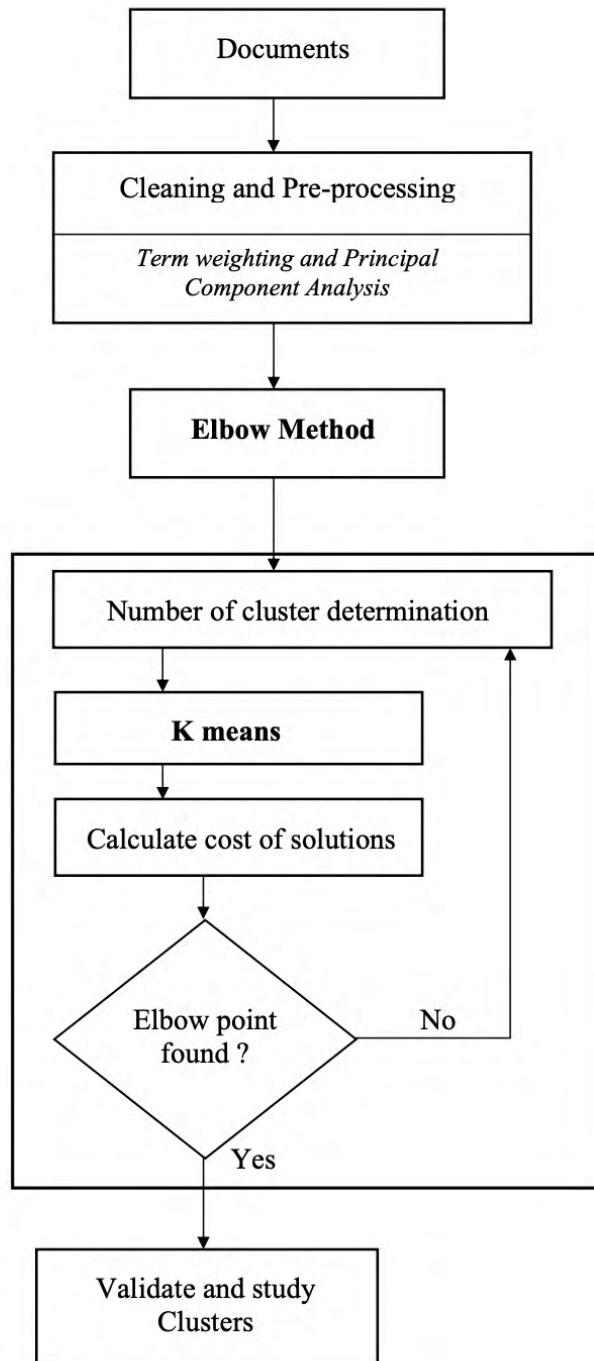 Documents
Cleaning and Pre-processing
Term weighting and Principal
Component Analysis
Elbow Method
Number of cluster determination
K means
Calculate cost of solutions
Elbow point
found ?
No
Yes
Validate and study
Clusters